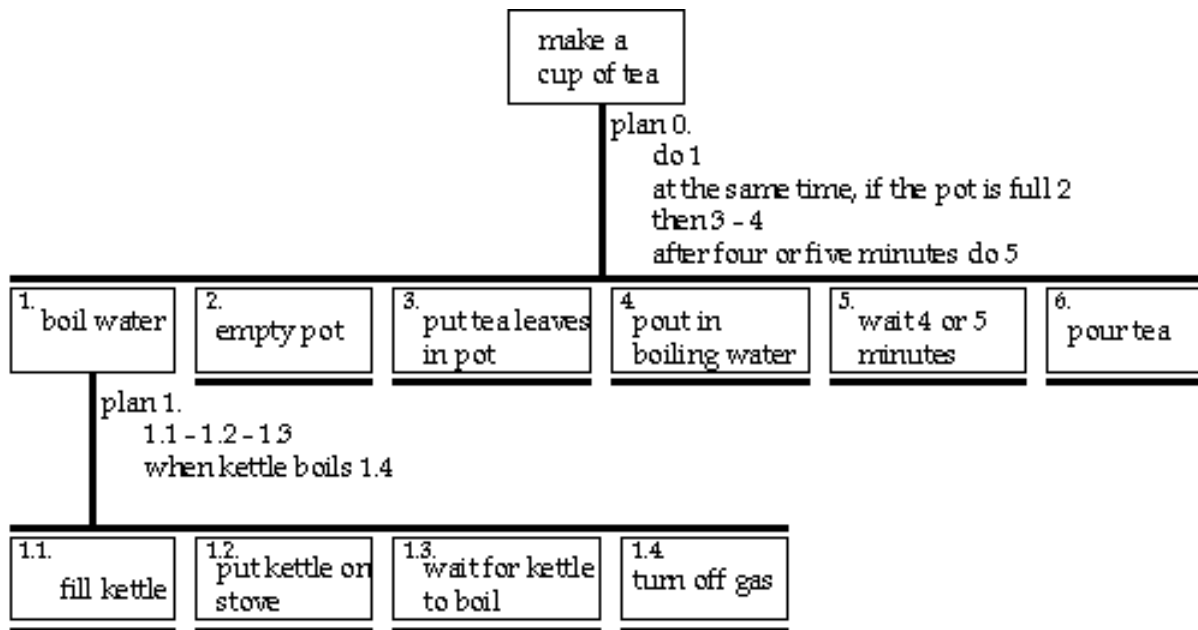 make a
cup of tea
plan 0.
do 1
at the same time, if the pot is full 2
then 3 - 4
after four or five minutes do 5
1.
boil water
2.
empty pot
3.
put tea leaves
in pot
4.
pout in
boiling water
5.
wait 4 or 5
minutes
6.
pour tea
plan 1.
1.1 - 1.2 - 1.3
when kettle boils 1.4
1.1.
fill kettle
1.2.
put kettle on
stove
1.3.
wait for kettle
to boil
1.4.
turn off gas